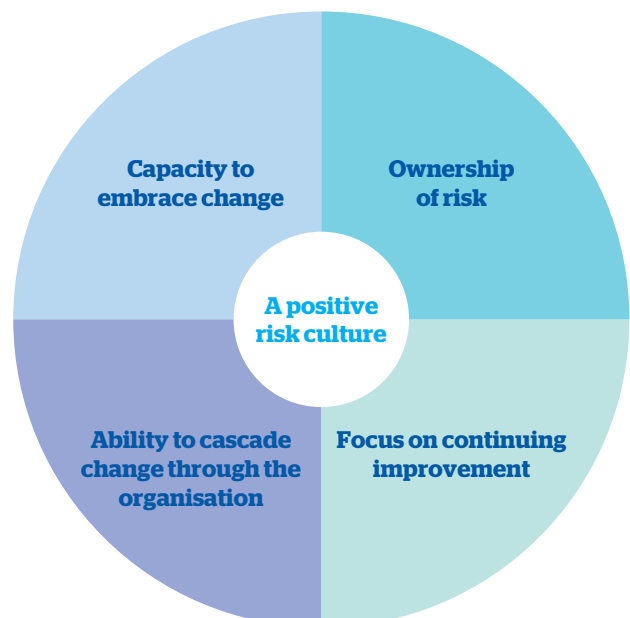 Capacity to
embrace change
Ownership
of risk
A positive
risk culture
Ability to cascade
change through the
organisation
Focus on continuing
improvement